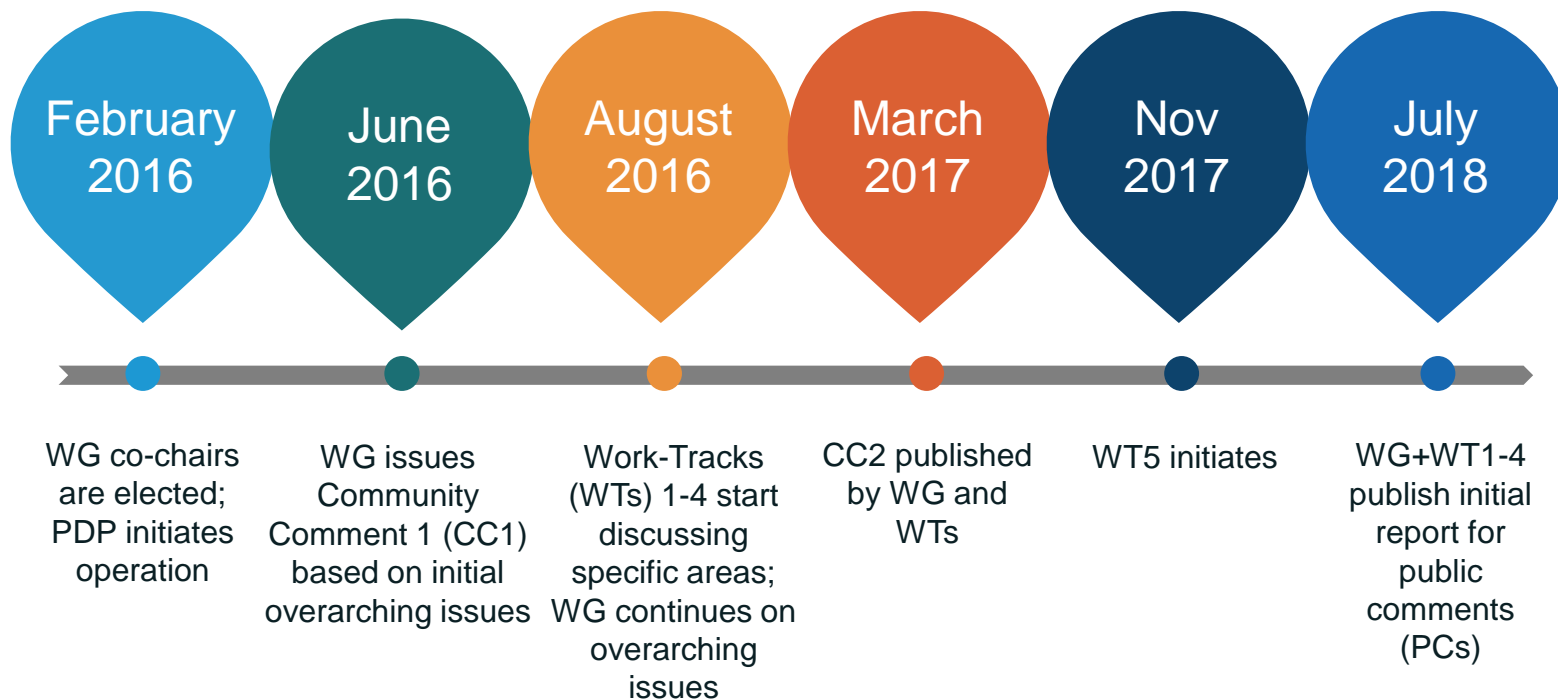 February
2016
June
2016
August
2016
March
2017
Nov
2017
July
2018
WG co-chairs
are elected;
PDP initiates
operation
WG issues
Community
Comment 1 (CC1)
based on initial
overarching issues
Work-Tracks
(WTs) 1-4 start
discussing
specific areas;
WG continues on
overarching
issues
CC2 published
by WG and
WTs
WT5 initiates
WG+WT1-4
publish initial
report for
public
comments
(PCs)